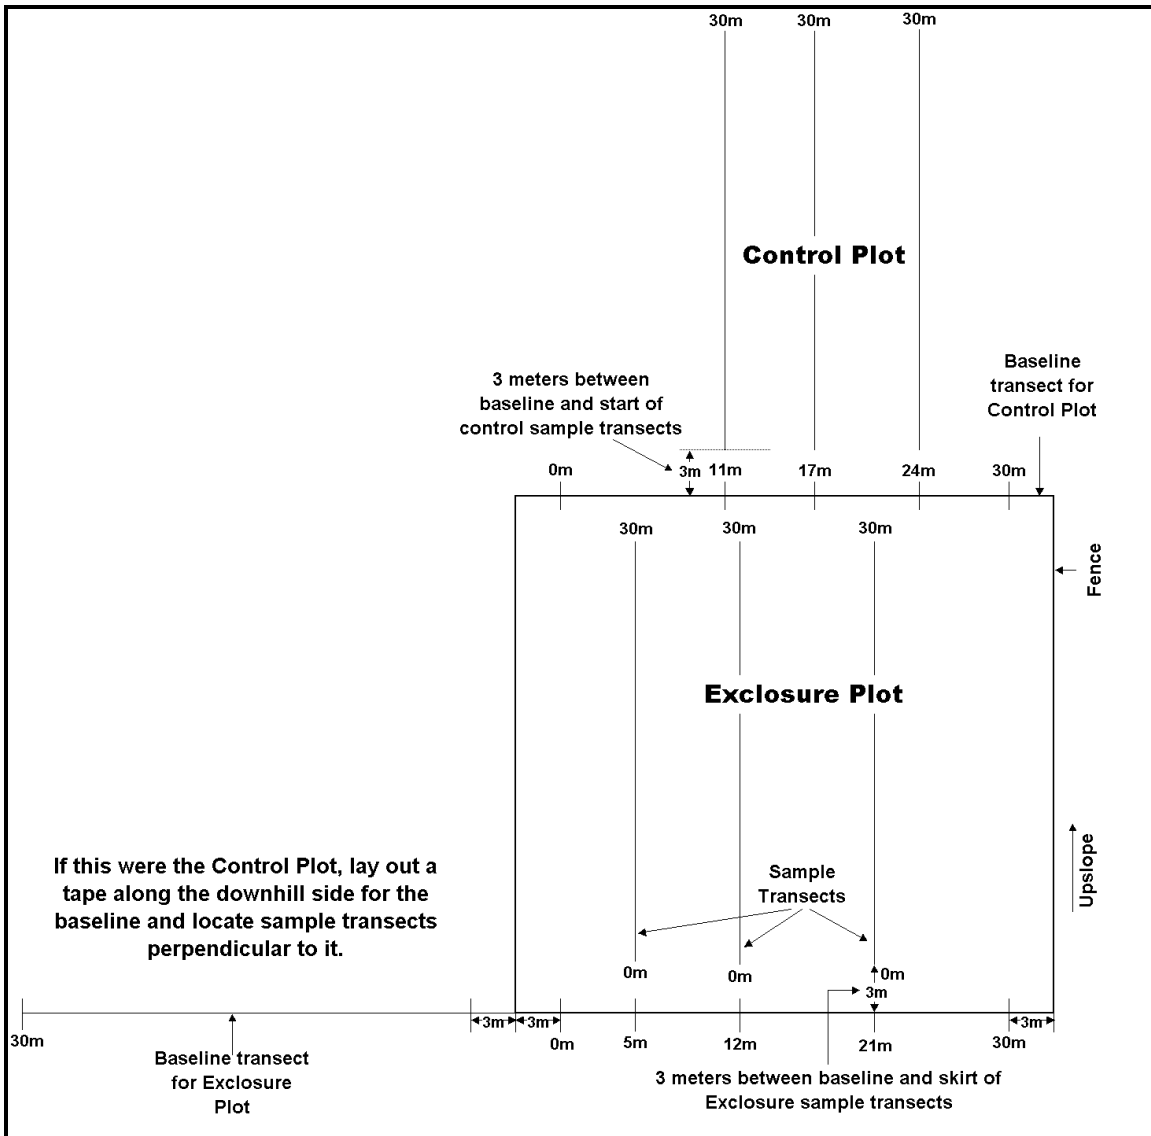 30m
30m
30m
Control Plot
Baseline
transect for
Control Plot
3 meters between
baseline and start of
control sample transects
0m
3m
11m
17m
24m
30m
30m
30m
30m
Fence
Exclosure Plot
Upslope
If this were the Control Plot, lay out a
tape along the downhill side for the
baseline and locate sample transects
perpendicular to it.
Sample
Transects
0m
0m
0m
3m
30m
3m
3m
3m
0m
5m
12m
21m
30m
Baseline transect
for Exclosure
Plot
3 meters between baseline and skirt of
Exclosure sample transects